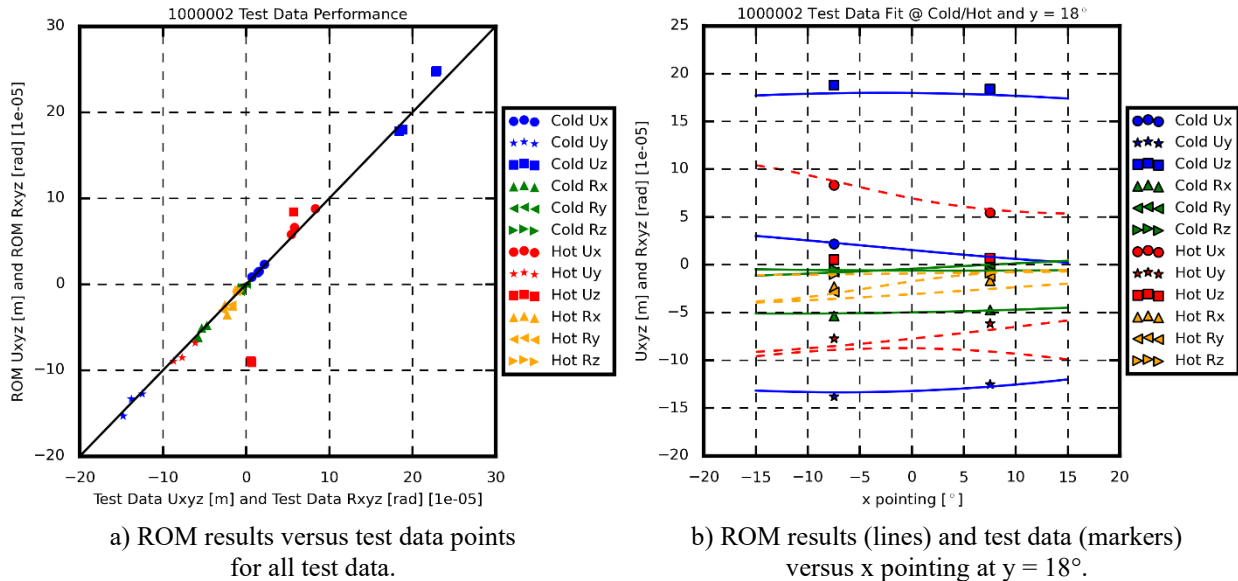 1000002 Test Data Performance
30
20
10
0
−10
−20
−20
−10
0
10
20
30
ROM Uxyz [m] and ROM Rxyz [rad] [1e-05]
Test Data Uxyz [m] and Test Data Rxyz [rad] [1e-05]
Cold Ux
Cold Uy
Cold Uz
Cold Rx
Cold Ry
Cold Rz
Hot Ux
Hot Uy
Hot Uz
Hot Rx
Hot Ry
Hot Rz
a) ROM results versus test data points
for all test data.
1000002 Test Data Fit @ Cold/Hot and y = 18°
25
20
15
10
5
0
−5
−10
−15
−20
−20
−15
−10
−5
0
5
10
15
20
Uxyz [m] and Rxyz [rad] [1e-05]
x pointing [°]
Cold Ux
Cold Uy
Cold Uz
Cold Rx
Cold Ry
Cold Rz
Hot Ux
Hot Uy
Hot Uz
Hot Rx
Hot Ry
Hot Rz
b) ROM results (lines) and test data (markers)
versus x pointing at y = 18°.